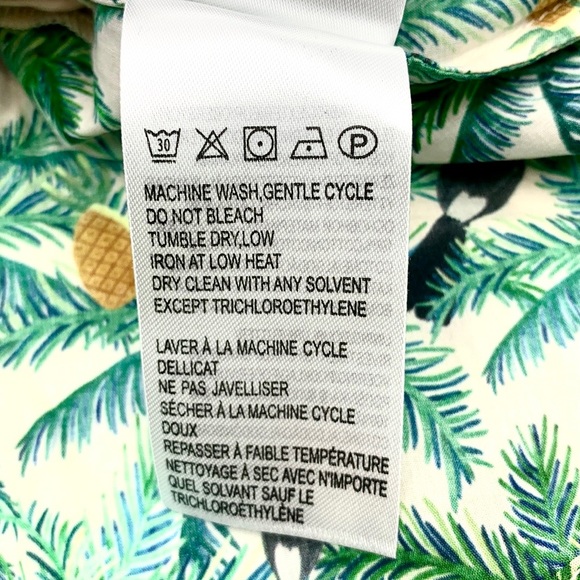 30 P
MACHINE WASH,GENTLE CYCLE
DO NOT BLEACH
TUMBLE DRY,LOW
IRON AT LOW HEAT
DRY CLEAN WITH ANY SOLVENT
EXCEPT TRICHLOROETHYLENE
LAVER À LA MACHINE CYCLE
DELLICAT
NE PAS JAVELLISER
SÉCHER À LA MACHINE CYCLE
DOUX
REPASSER À FAIBLE TEMPÉRATURE
NETTOYAGE À SEC AVEC N'IMPORTE
QUEL SOLVANT SAUF LE
TRICHLOROETHYLÈNE